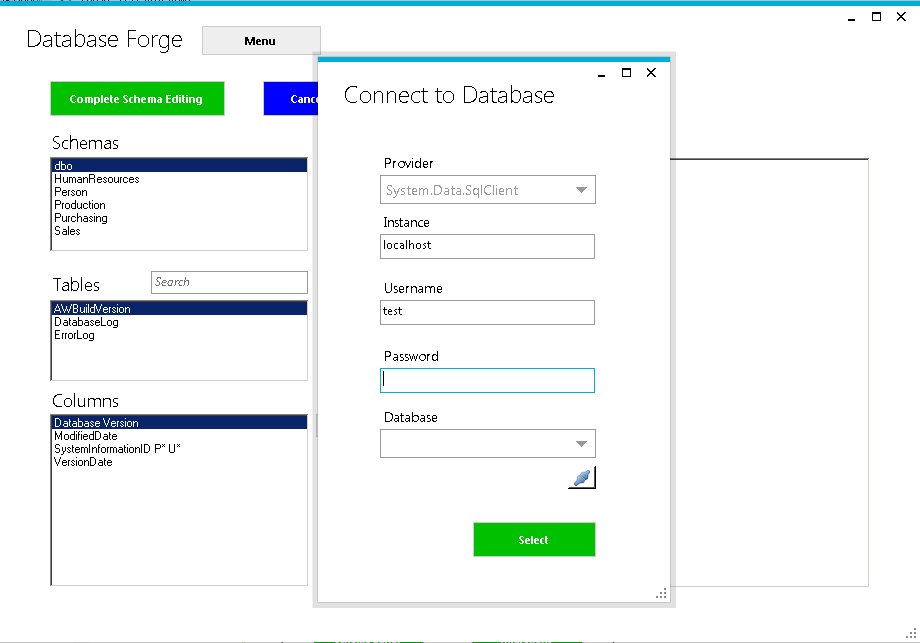 Database Forge
Menu
Complete Schema Editing
Schemas
dbo
HumanResources
Person
Production
Purchasing
Sales
Tables
Search
AWBuildVersion
DatabaseLog
ErrorLog
Columns
Database Version
ModifiedDate
SystemInformationID P* U*
VersionDate
Connect to Database
Provider
System.Data.SqlClient
Instance
localhost
Username
test
Password
Database
Select